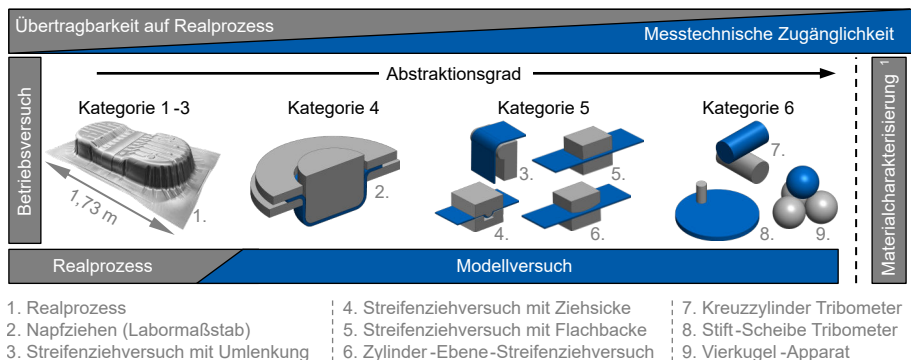 Übertragbarkeit auf Realprozess
Messtechnische Zugänglichkeit
Betriebsversuch
Abstraktionsgrad
Materialcharakterisierung 1
Kategorie 1-3
Kategorie 4
Kategorie 5
Kategorie 6
1,73 m
1.
2.
3.
4.
5.
6.
7.
8.
9.
Realprozess
Modellversuch
1. Realprozess
2. Napfziehen (Labormaßstab)
3. Streifenziehversuch mit Umlenkung
4. Streifenziehversuch mit Ziehsicke
5. Streifenziehversuch mit Flachbacke
6. Zylinder-Ebene-Streifenziehversuch
7. Kreuzzylinder Tribometer
8. Stift-Scheibe Tribometer
9. Vierkugel-Apparat